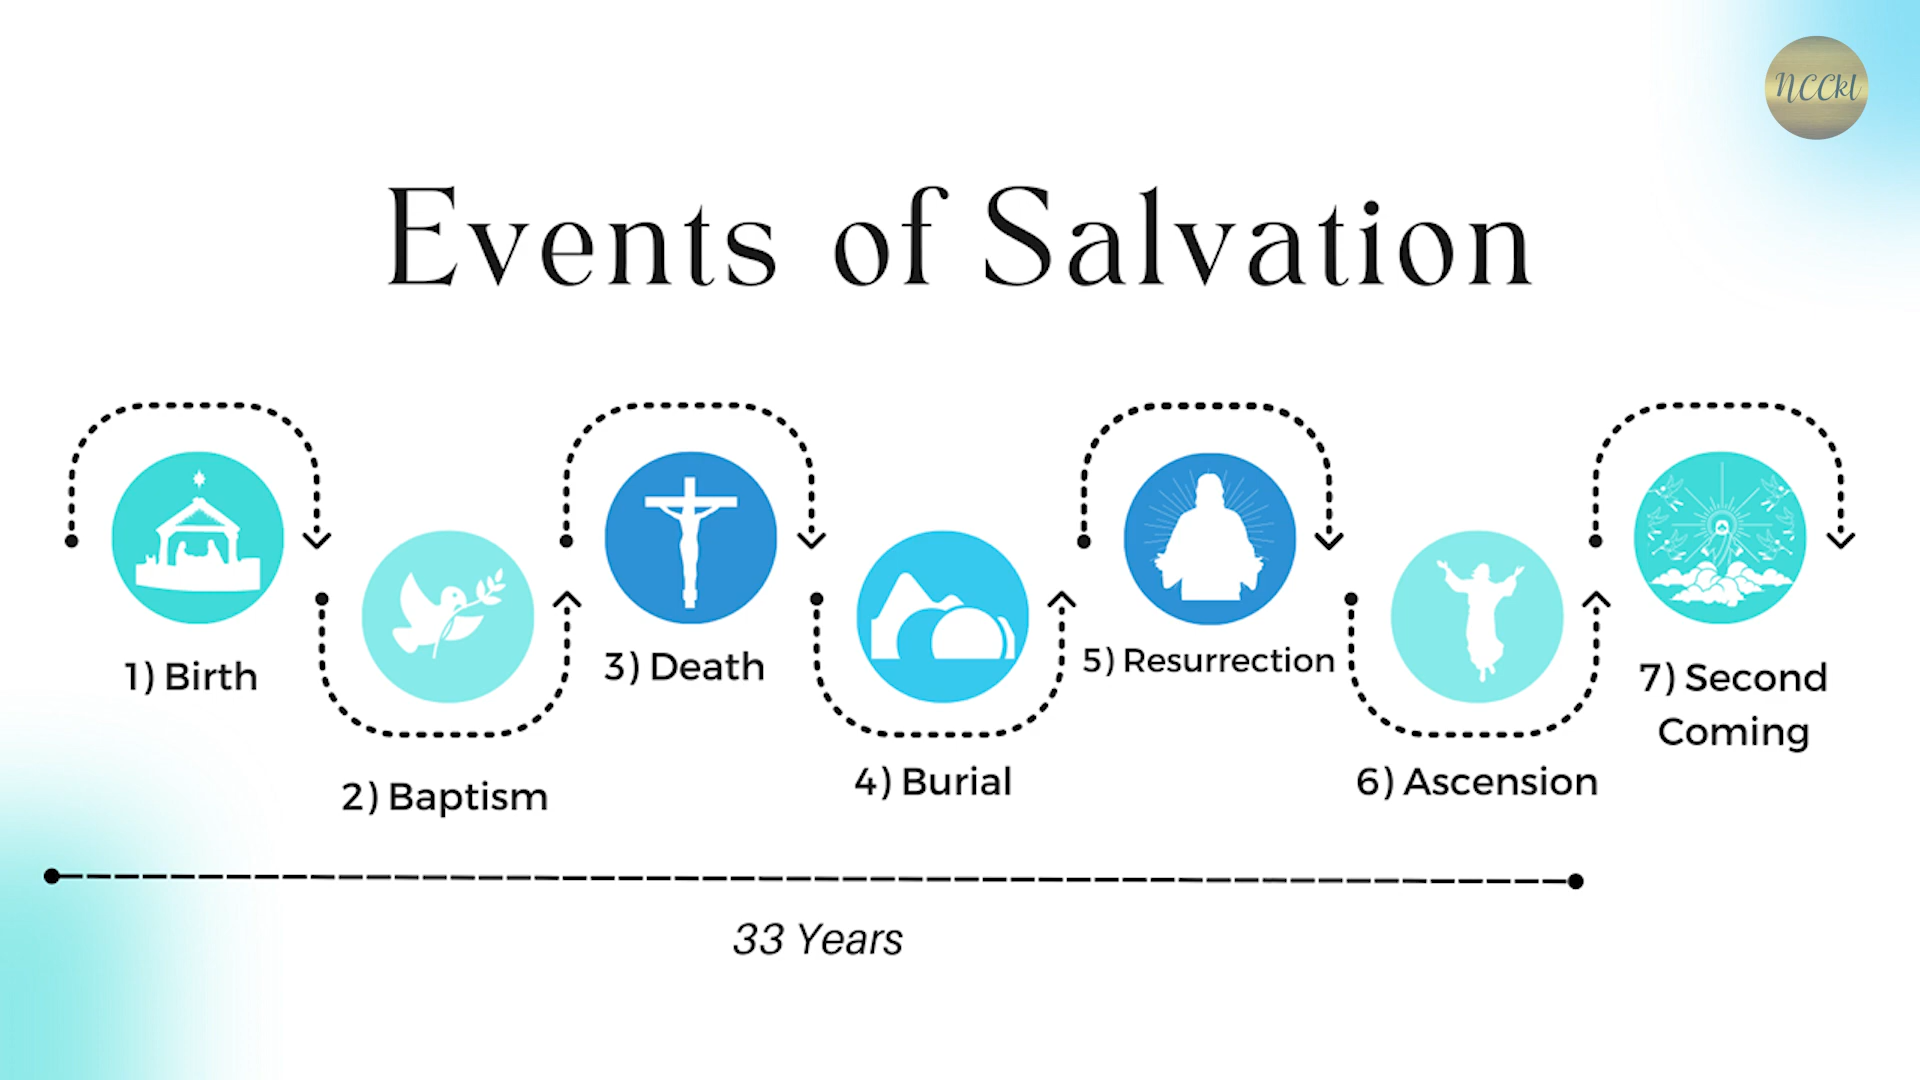 NCCkl
Events of Salvation
1) Birth
2) Baptism
3) Death
4) Burial
5) Resurrection
6) Ascension
7) Second
Coming
33 Years